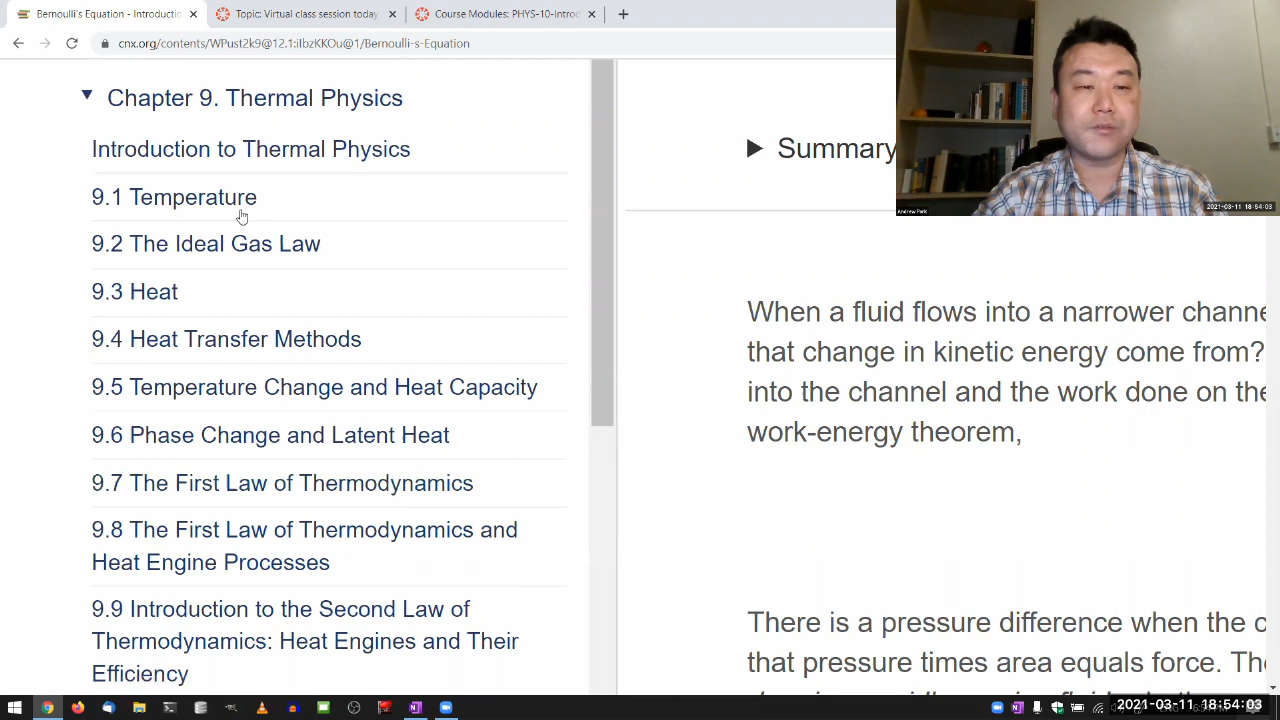 Bernoulli's Equation - Introductio
Topic: Virtual class session today
Course Modules: PHYS-10-Introd
cnx.org/contents/WPust2k9@12.1:iIbzKKOu@1/Bernoulli-s-Equation
Chapter 9. Thermal Physics
Introduction to Thermal Physics
9.1 Temperature
9.2 The Ideal Gas Law
9.3 Heat
9.4 Heat Transfer Methods
9.5 Temperature Change and Heat Capacity
9.6 Phase Change and Latent Heat
9.7 The First Law of Thermodynamics
9.8 The First Law of Thermodynamics and
Heat Engine Processes
9.9 Introduction to the Second Law of
Thermodynamics: Heat Engines and Their
Efficiency
Summary
When a fluid flows into a narrower channe
that change in kinetic energy come from?
into the channel and the work done on the
work-energy theorem,
There is a pressure difference when the c
that pressure times area equals force. The
Andrew Park
2021-03-11 18:54:03
2021-03-11 18:54:03